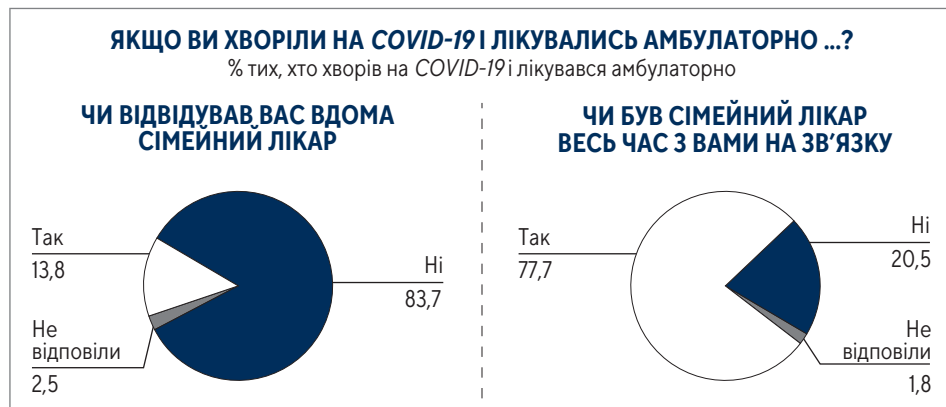 ЯКЩО ВИ ХВОРІЛИ НА COVID-19 І ЛІКУВАЛИСЬ АМБУЛАТОРНО ...?
% тих, хто хворів на COVID-19 і лікувався амбулаторно
ЧИ ВІДВІДУВАВ ВАС ВДОМА
СІМЕЙНИЙ ЛІКАР
Так
13,8
Ні
83,7
Не
відповіли
2,5
ЧИ БУВ СІМЕЙНИЙ ЛІКАР
ВЕСЬ ЧАС З ВАМИ НА ЗВ’ЯЗКУ
Так
77,7
Ні
20,5
Не
відповіли
1,8